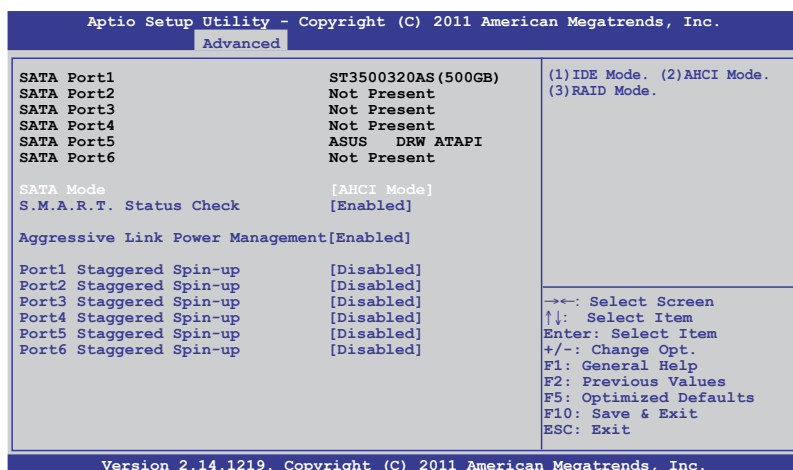 Aptio Setup Utility - Copyright (C) 2011 American Megatrends, Inc.
Advanced
SATA Port1 ST3500320AS(500GB)
SATA Port2 Not Present
SATA Port3 Not Present
SATA Port4 Not Present
SATA Port5 ASUS DRW ATAPI
SATA Port6 Not Present
SATA Mode [AHCI Mode]
S.M.A.R.T. Status Check [Enabled]
Aggressive Link Power Management[Enabled]
Port1 Staggered Spin-up [Disabled]
Port2 Staggered Spin-up [Disabled]
Port3 Staggered Spin-up [Disabled]
Port4 Staggered Spin-up [Disabled]
Port5 Staggered Spin-up [Disabled]
Port6 Staggered Spin-up [Disabled]
(1)IDE Mode. (2)AHCI Mode.
(3)RAID Mode.
→←: Select Screen
↑↓: Select Item
Enter: Select Item
+/-: Change Opt.
F1: General Help
F2: Previous Values
F5: Optimized Defaults
F10: Save & Exit
ESC: Exit
Version 2.14.1219. Copyright (C) 2011 American Megatrends, Inc.